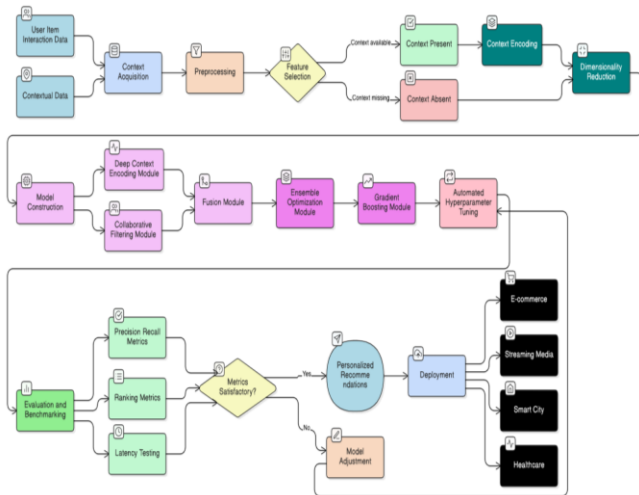 User Item
Interaction Data
Contextual Data
Context
Acquisition
Preprocessing
Feature
Selection
Context available
Context missing
Context Present
Context Absent
Context Encoding
Dimensionality
Reduction
Model
Construction
Deep Context
Encoding Module
Collaborative
Filtering Module
Fusion Module
Ensemble
Optimization
Module
Gradient
Boosting Module
Automated
Hyperparameter
Tuning
Evaluation and
Benchmarking
Precision Recall
Metrics
Ranking Metrics
Latency Testing
Metrics
Satisfactory?
Yes
No
Personalized
Recomme
ndations
Model
Adjustment
Deployment
E-commerce
Streaming Media
Smart City
Healthcare